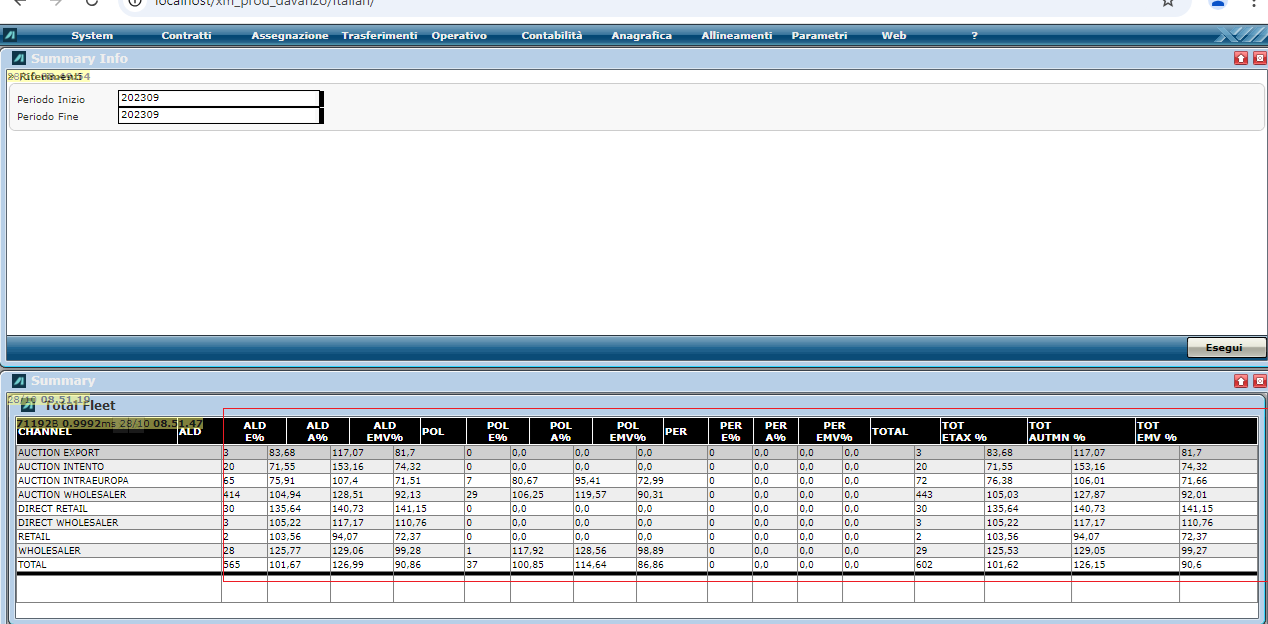 localhost/xm_prod_davanzo/italian/
System Contratti Assegnazione Trasferimenti Operativo Contabilità Anagrafica Allineamenti Parametri Web ?
Summary Info
Riferimenti
Periodo Inizio 202309
Periodo Fine 202309
Esegui
Summary
28/10 08.51.19
Total Fleet
71192B 0.9992ms 28/10 08.51.47
CHANNEL ALD ALD E% ALD A% ALD EMV% POL POL E% POL A% POL EMV% PER PER E% PER A% PER EMV% TOTAL TOT ETAX % TOT AUTMN % TOT EMV %
AUCTION EXPORT 3 83,68 117,07 81,7 0 0,0 0,0 0,0 0 0,0 0,0 0,0 3 83,68 117,07 81,7
AUCTION INTENTO 20 71,55 153,16 74,32 0 0,0 0,0 0,0 0 0,0 0,0 0,0 20 71,55 153,16 74,32
AUCTION INTRAEUROPA 65 75,91 107,4 71,51 7 80,67 95,41 72,99 0 0,0 0,0 0,0 72 76,38 106,01 71,66
AUCTION WHOLESALER 414 104,94 128,51 92,13 29 106,25 119,57 90,31 0 0,0 0,0 0,0 443 105,03 127,87 92,01
DIRECT RETAIL 30 135,64 140,73 141,15 0 0,0 0,0 0,0 0 0,0 0,0 0,0 30 135,64 140,73 141,15
DIRECT WHOLESALER 3 105,22 117,17 110,76 0 0,0 0,0 0,0 0 0,0 0,0 0,0 3 105,22 117,17 110,76
RETAIL 2 103,56 94,07 72,37 0 0,0 0,0 0,0 0 0,0 0,0 0,0 2 103,56 94,07 72,37
WHOLESALER 28 125,77 129,06 99,28 1 117,92 128,56 98,89 0 0,0 0,0 0,0 29 125,53 129,05 99,27
TOTAL 565 101,67 126,99 90,86 37 100,85 114,64 86,86 0 0,0 0,0 0,0 602 101,62 126,15 90,6